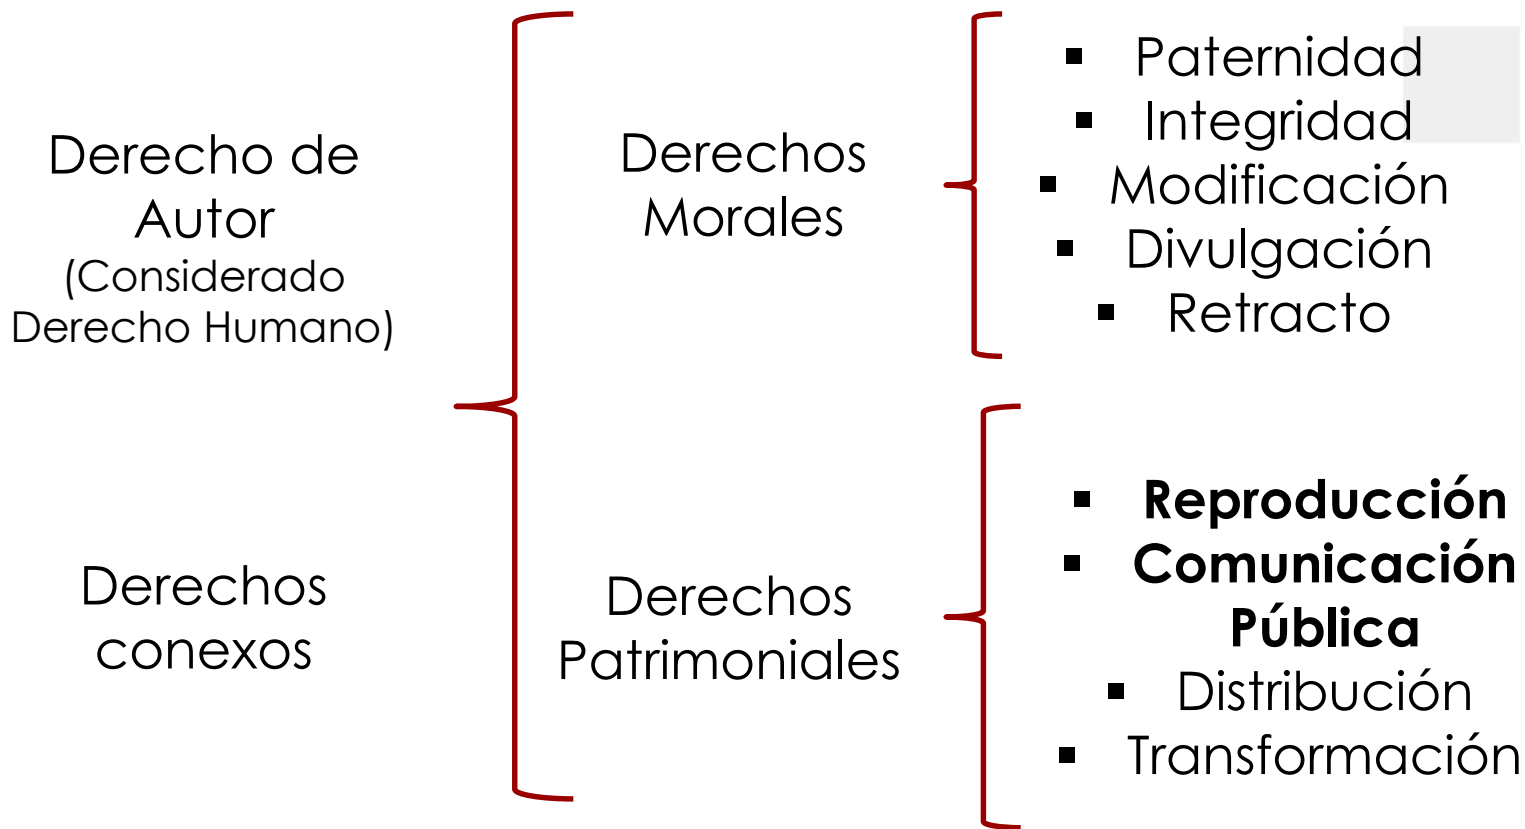 Derecho de
Autor
(Considerado
Derecho Humano)
Derechos
conexos
Derechos
Morales
Derechos
Patrimoniales
▪ Paternidad
▪ Integridad
▪ Modificación
▪ Divulgación
▪ Retracto
▪ Reproducción
▪ Comunicación
Pública
▪ Distribución
▪ Transformación